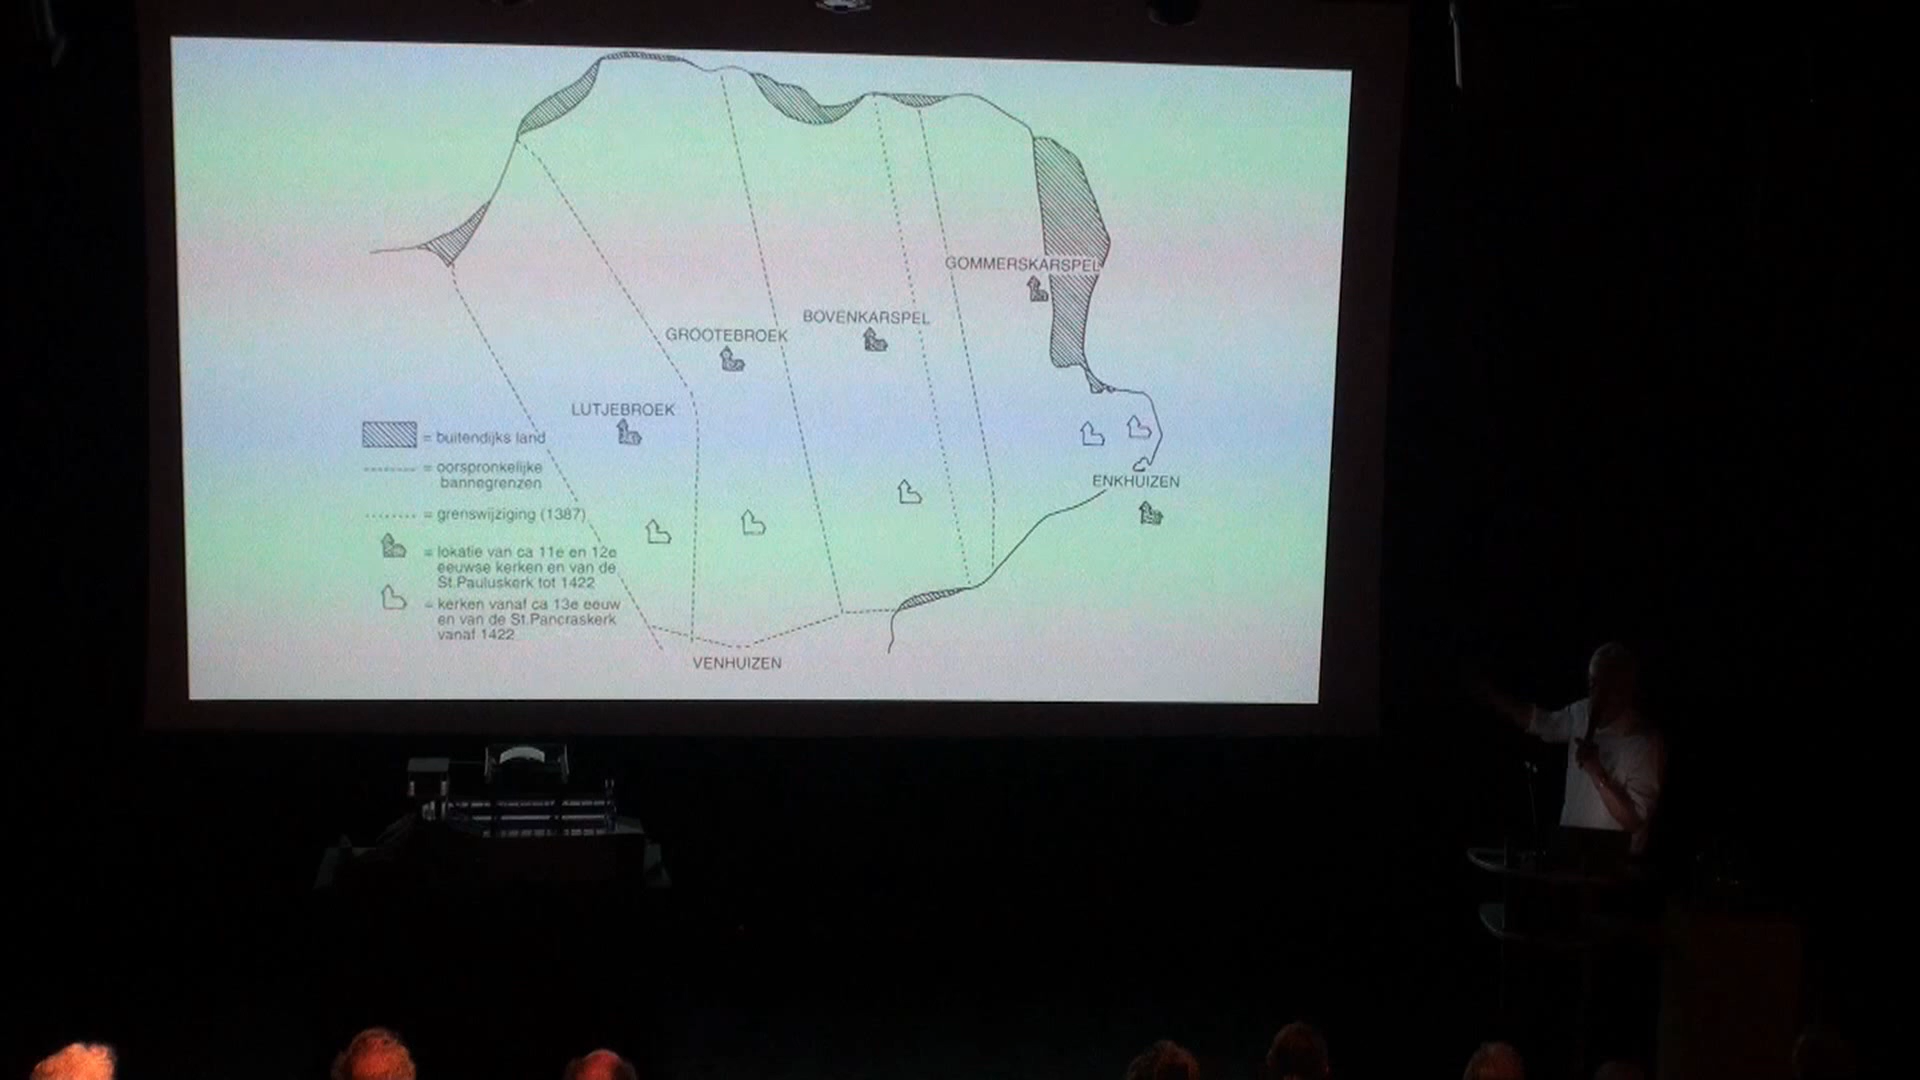 GOMMERSKARSPEL
BOVENKARSPEL
GROOTEBROEK
LUTJEBROEK
ENKHUIZEN
VENHUIZEN
= buitendijks land
= oorspronkelijke
bannegrenzen
= grenswijziging (1387)
= lokatie van ca 11e en 12e
eeuwse kerken en van de
St.Pauluskerk tot 1422
= kerken vanaf ca 13e eeuw
en van de St.Pancraskerk
vanaf 1422